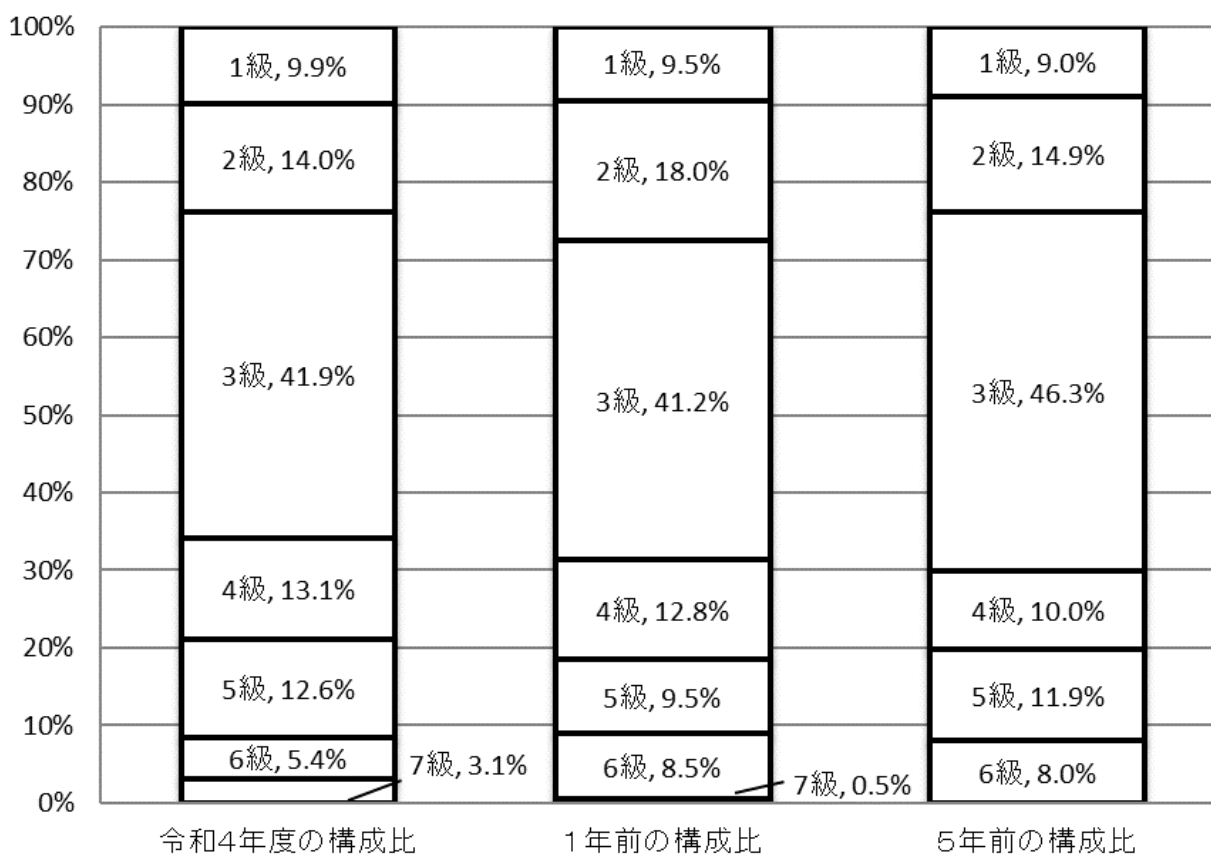 100%
90%
80%
70%
60%
50%
40%
30%
20%
10%
0%
1級, 9.9%
2級, 14.0%
3級, 41.9%
4級, 13.1%
5級, 12.6%
6級, 5.4%
7級, 3.1%
1級, 9.5%
2級, 18.0%
3級, 41.2%
4級, 12.8%
5級, 9.5%
6級, 8.5%
7級, 0.5%
1級, 9.0%
2級, 14.9%
3級, 46.3%
4級, 10.0%
5級, 11.9%
6級, 8.0%
令和4年度の構成比
１年前の構成比
５年前の構成比